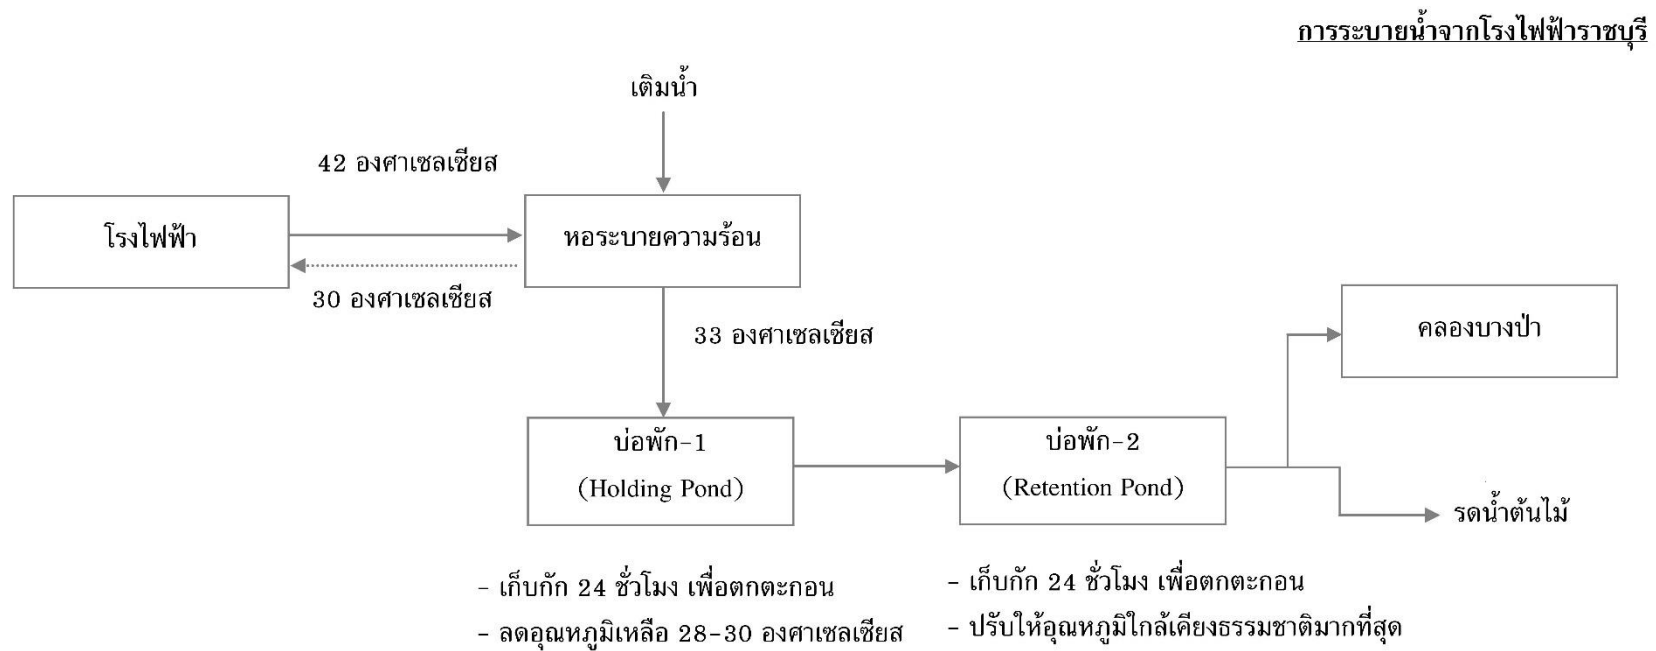 การระบายน้ำจากโรงไฟฟ้าราชบุรี
เติมน้ำ
42 องศาเซลเซียส
โรงไฟฟ้า
หอระบายความร้อน
30 องศาเซลเซียส
33 องศาเซลเซียส
คลองบางป่า
บ่อพัก-1
(Holding Pond)
บ่อพัก-2
(Retention Pond)
รดน้ำต้นไม้
- เก็บกัก 24 ชั่วโมง เพื่อตกตะกอน
- ลดอุณหภูมิเหลือ 28-30 องศาเซลเซียส
- เก็บกัก 24 ชั่วโมง เพื่อตกตะกอน
- ปรับให้อุณหภูมิใกล้เคียงธรรมชาติมากที่สุด